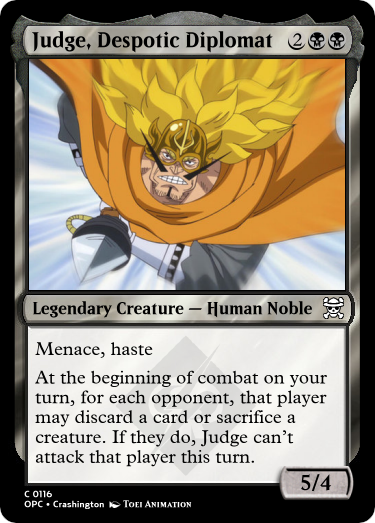 Judge, Despotic Diplomat 2
Legendary Creature — Human Noble
Menace, haste
At the beginning of combat on your
turn, for each opponent, that player
may discard a card or sacrifice a
creature. If they do, Judge can't
attack that player this turn.
5/4
C 0116
OPC • Crashington TOEI ANIMATION